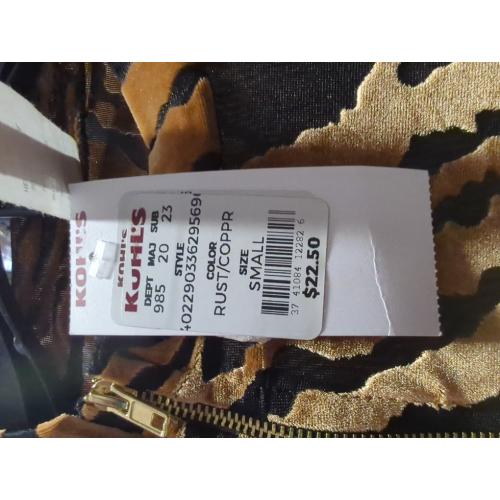 KOHL'S
KOHL'S
KOHL'S
DEPT MAJ SUB
985 20 23
STYLE
COLOR
RUST/COPPR
SIZE
SMALL
37 41084 12282 6
$22.50